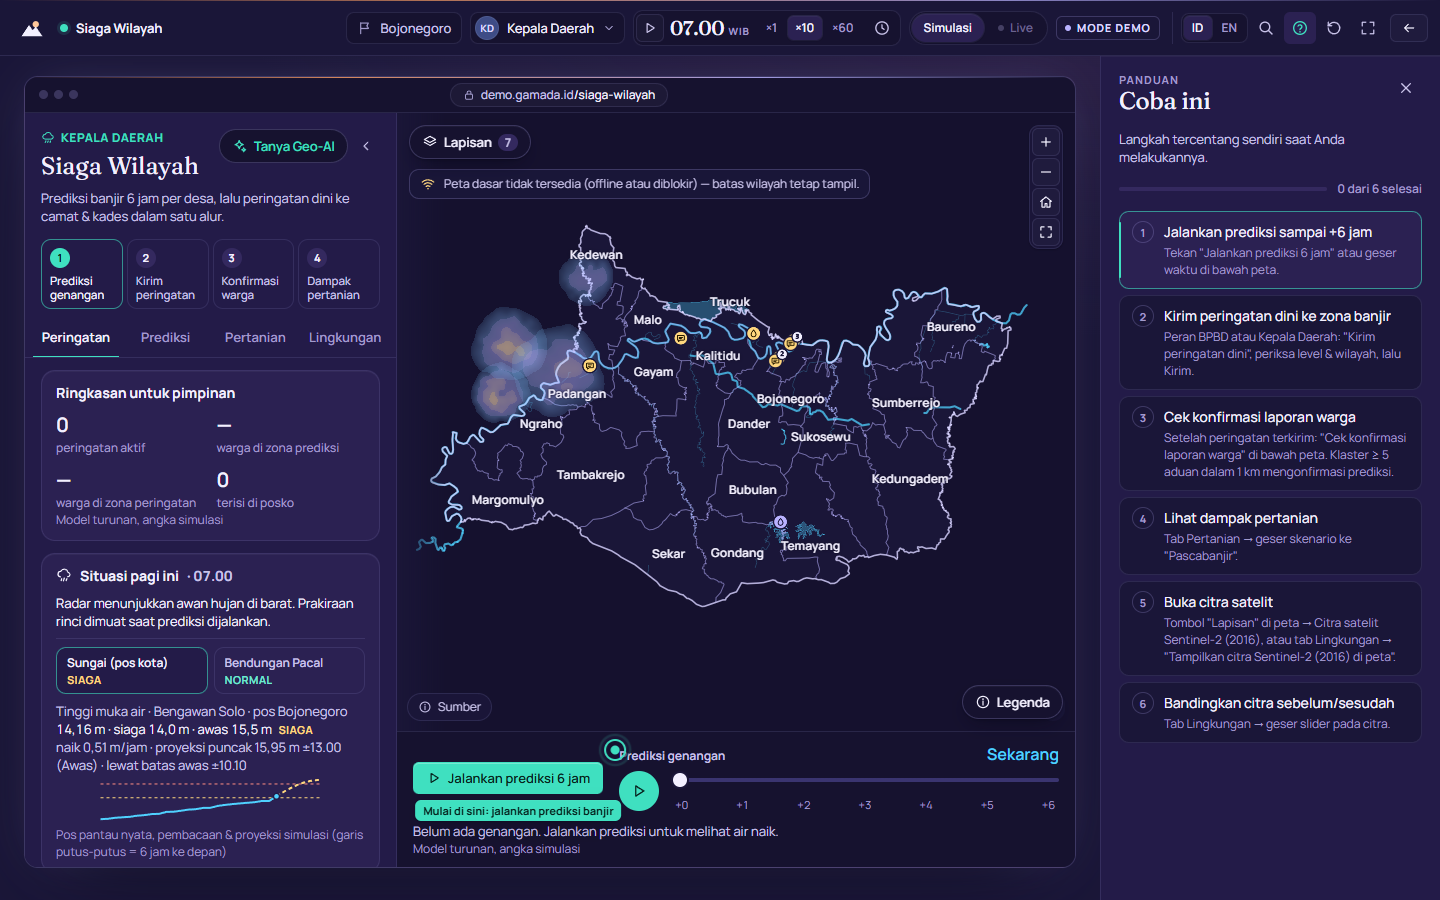 Siaga Wilayah
Bojonegoro
KD Kepala Daerah
07.00 WIB
×1 ×10 ×60
Simulasi Live
MODE DEMO
ID EN
demo.gamada.id/siaga-wilayah
KEPALA DAERAH
Siaga Wilayah
Tanya Geo-AI
Prediksi banjir 6 jam per desa, lalu peringatan dini ke
camat & kades dalam satu alur.
1
Prediksi
genangan
2
Kirim
peringatan
3
Konfirmasi
warga
4
Dampak
pertanian
Peringatan Prediksi Pertanian Lingkungan
Ringkasan untuk pimpinan
0
peringatan aktif
—
warga di zona prediksi
—
warga di zona peringatan
0
terisi di posko
Model turunan, angka simulasi
Situasi pagi ini · 07.00
Radar menunjukkan awan hujan di barat. Prakiraan
rinci dimuat saat prediksi dijalankan.
Sungai (pos kota)
SIAGA
Bendungan Pacal
NORMAL
Tinggi muka air · Bengawan Solo · pos Bojonegoro
14,16 m · siaga 14,0 m · awas 15,5 m SIAGA
naik 0,51 m/jam · proyeksi puncak 15,95 m ±13.00
(Awas) · lewat batas awas ±10.10
Pos pantau nyata, pembacaan & proyeksi simulasi (garis
putus-putus = 6 jam ke depan)
Lapisan 7
Peta dasar tidak tersedia (offline atau diblokir) — batas wilayah tetap tampil.
Kedewan
Trucuk
Malo
Baureno
Kalitidu
Gayam
Padangan
Bojonegoro
Sumberrejo
Ngraho
Dander
Sukosewu
Tambakrejo
Kedungadem
Bubulan
Margomulyo
Sekar
Gondang
Temayang
3
2
Sumber
Legenda
Jalankan prediksi 6 jam
Mulai di sini: jalankan prediksi banjir
Prediksi genangan
Sekarang
+0 +1 +2 +3 +4 +5 +6
Belum ada genangan. Jalankan prediksi untuk melihat air naik.
Model turunan, angka simulasi
PANDUAN
Coba ini
Langkah tercentang sendiri saat Anda
melakukannya.
0 dari 6 selesai
1
Jalankan prediksi sampai +6 jam
Tekan "Jalankan prediksi 6 jam" atau geser
waktu di bawah peta.
2
Kirim peringatan dini ke zona banjir
Peran BPBD atau Kepala Daerah: "Kirim
peringatan dini", periksa level & wilayah, lalu
Kirim.
3
Cek konfirmasi laporan warga
Setelah peringatan terkirim: "Cek konfirmasi
laporan warga" di bawah peta. Klaster ≥ 5
aduan dalam 1 km mengonfirmasi prediksi.
4
Lihat dampak pertanian
Tab Pertanian → geser skenario ke
"Pascabanjir".
5
Buka citra satelit
Tombol "Lapisan" di peta → Citra satelit
Sentinel-2 (2016), atau tab Lingkungan →
"Tampilkan citra Sentinel-2 (2016) di peta".
6
Bandingkan citra sebelum/sesudah
Tab Lingkungan → geser slider pada citra.